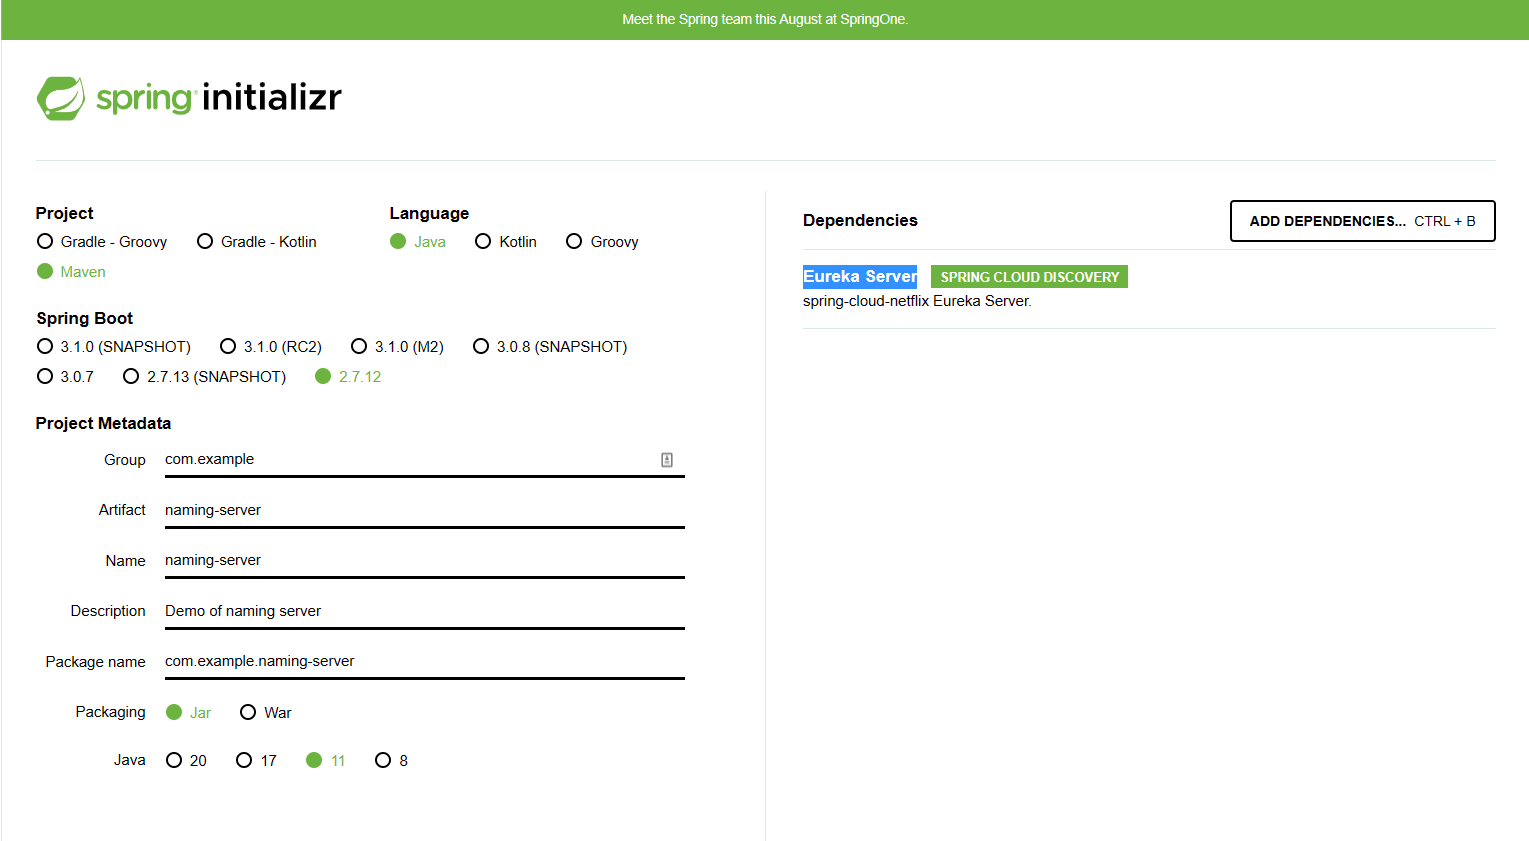 Meet the Spring team this August at SpringOne.
spring initializr
Project
Gradle - Groovy Gradle - Kotlin
Maven
Language
Java Kotlin Groovy
Spring Boot
3.1.0 (SNAPSHOT) 3.1.0 (RC2) 3.1.0 (M2) 3.0.8 (SNAPSHOT)
3.0.7 2.7.13 (SNAPSHOT) 2.7.12
Project Metadata
Group com.example
Artifact naming-server
Name naming-server
Description Demo of naming server
Package name com.example.naming-server
Packaging Jar War
Java 20 17 11 8
Dependencies
ADD DEPENDENCIES... CTRL + B
Eureka Server SPRING CLOUD DISCOVERY
spring-cloud-netflix Eureka Server.